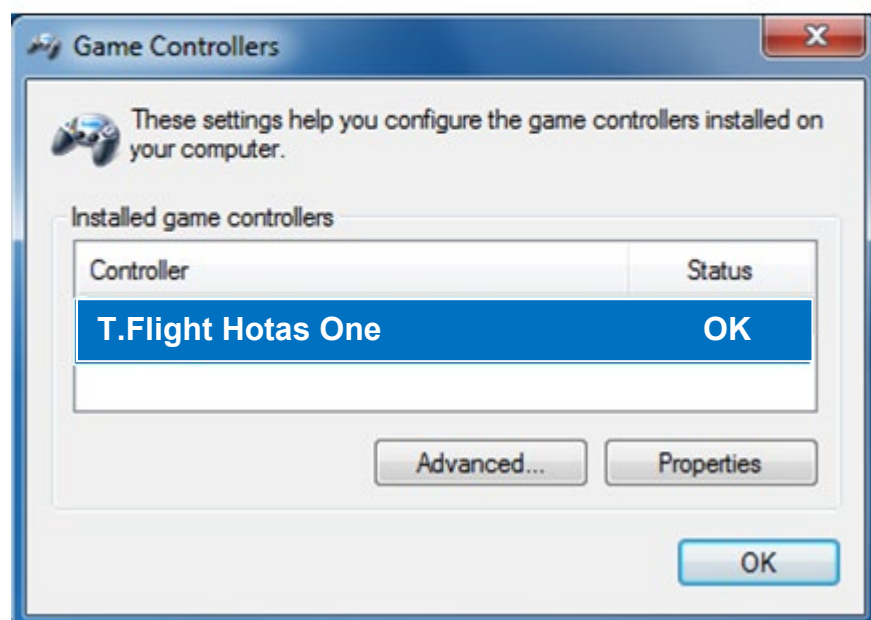 Game Controllers
These settings help you configure the game controllers installed on
your computer.
Installed game controllers
Controller Status
T.Flight Hotas One OK
Advanced... Properties
OK